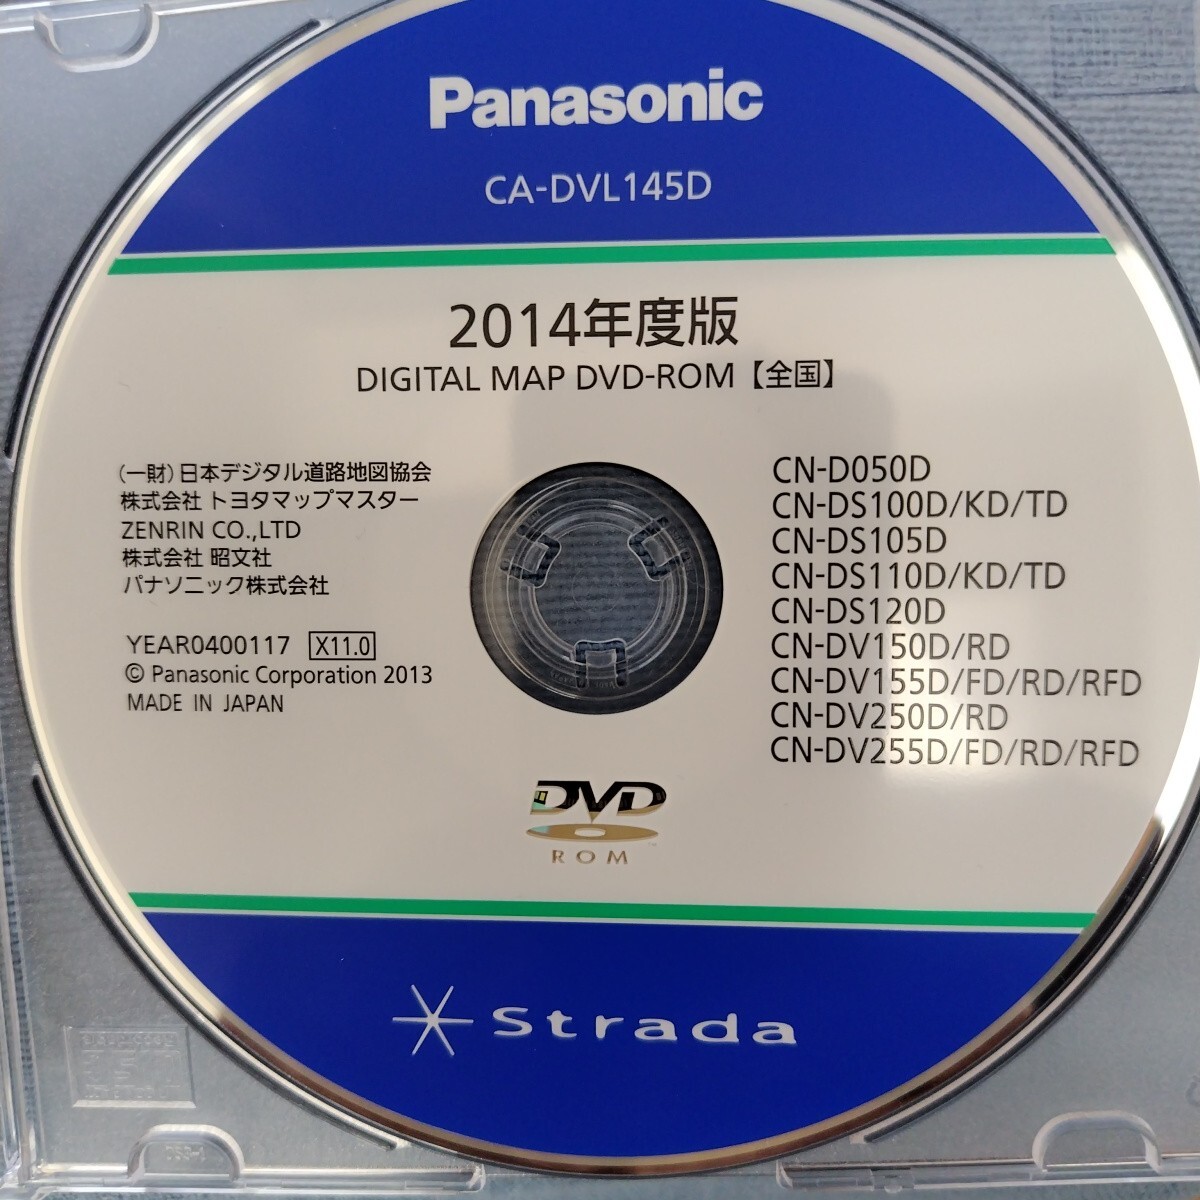 Panasonic
CA-DVL145D
2014年度版
DIGITAL MAP DVD-ROM【全国】
(一財)日本デジタル道路地図協会
株式会社 トヨタマップマスター
ZENRIN CO.,LTD
株式会社 昭文社
パナソニック株式会社
YEAR0400117 X11.0
© Panasonic Corporation 2013
MADE IN JAPAN
CN-D050D
CN-DS100D/KD/TD
CN-DS105D
CN-DS110D/KD/TD
CN-DS120D
CN-DV150D/RD
CN-DV155D/FD/RD/RFD
CN-DV250D/RD
CN-DV255D/FD/RD/RFD
DVD
ROM
Strada